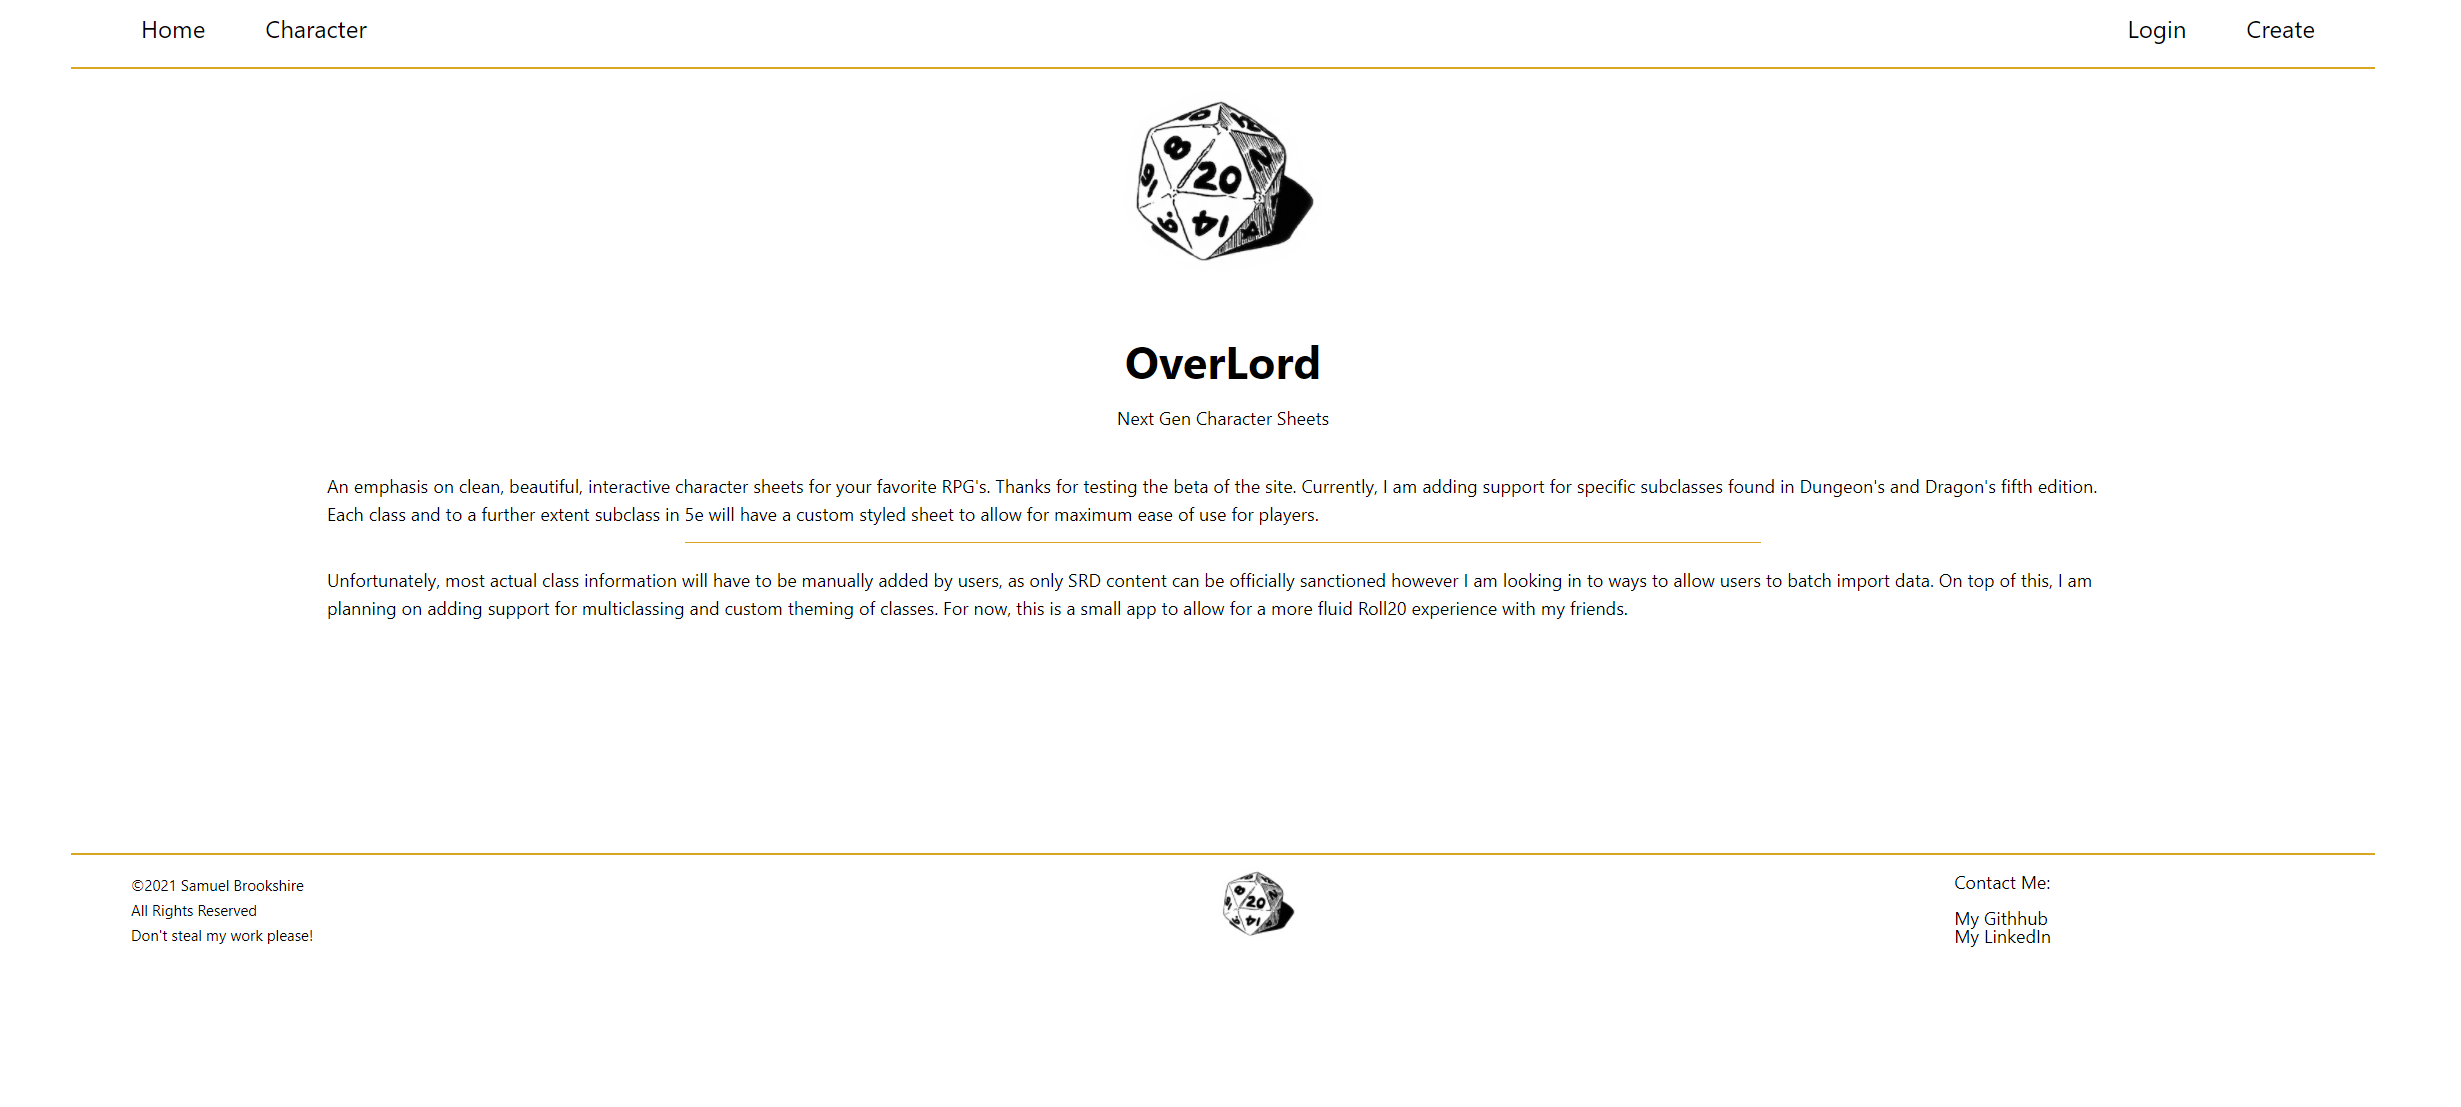 Home Character Login Create
8 20 14
OverLord
Next Gen Character Sheets
An emphasis on clean, beautiful, interactive character sheets for your favorite RPG's. Thanks for testing the beta of the site. Currently, I am adding support for specific subclasses found in Dungeon's and Dragon's fifth edition.
Each class and to a further extent subclass in 5e will have a custom styled sheet to allow for maximum ease of use for players.
Unfortunately, most actual class information will have to be manually added by users, as only SRD content can be officially sanctioned however I am looking in to ways to allow users to batch import data. On top of this, I am
planning on adding support for multiclassing and custom theming of classes. For now, this is a small app to allow for a more fluid Roll20 experience with my friends.
©2021 Samuel Brookshire
All Rights Reserved
Don't steal my work please!
8 20 14
Contact Me:
My Githhub
My LinkedIn